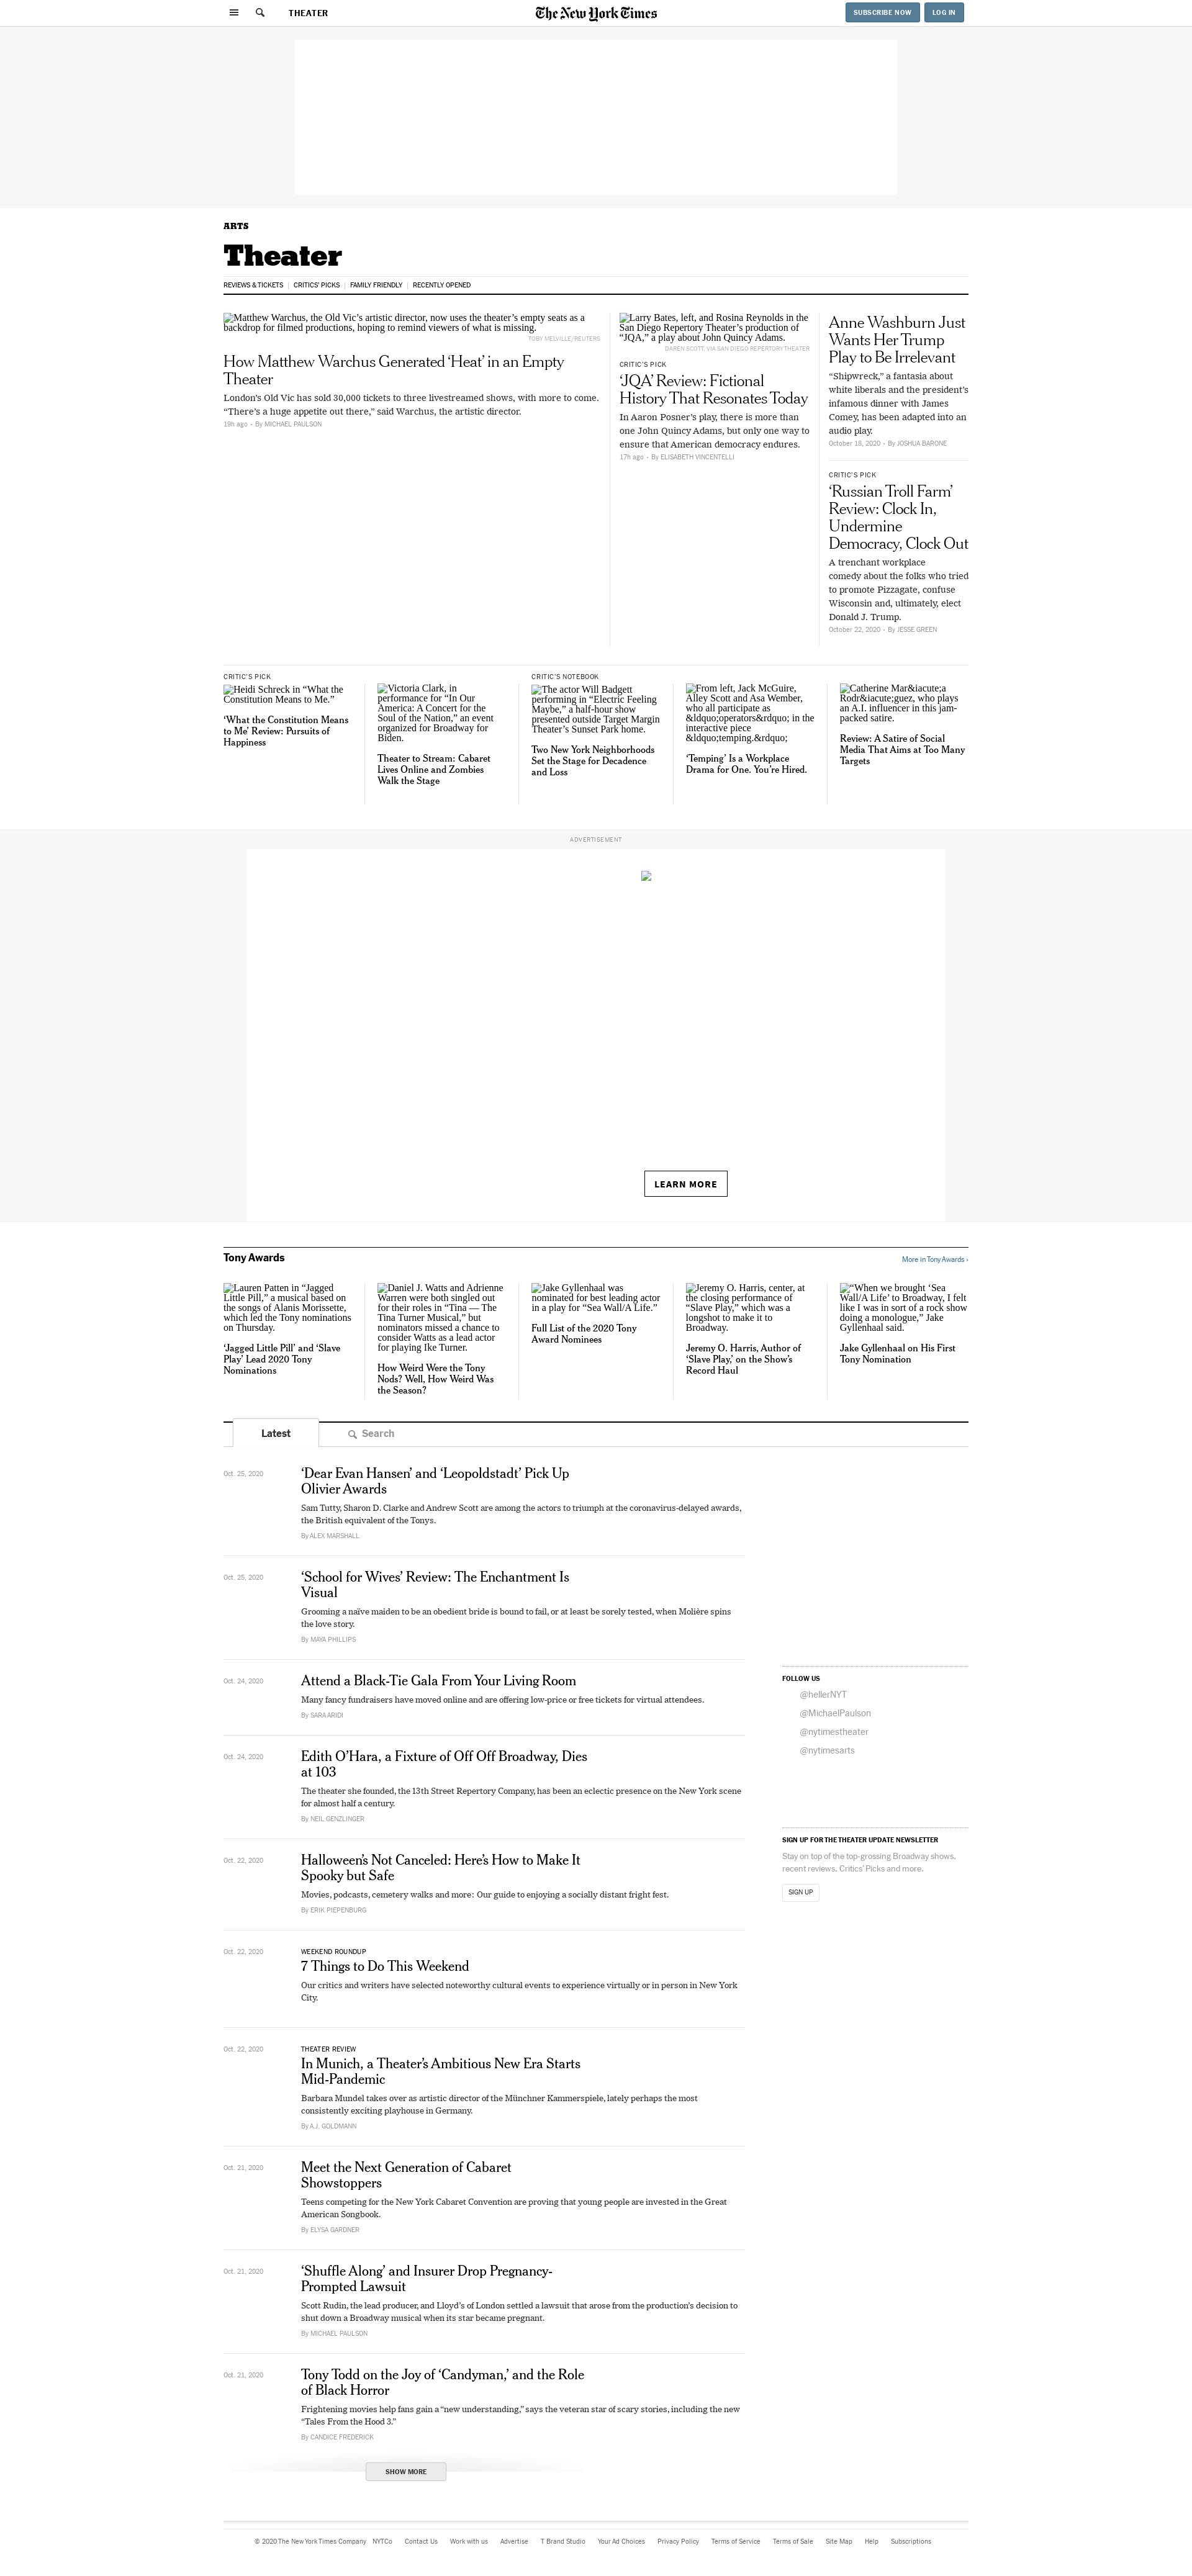 THEATER
The New York Times
SUBSCRIBE NOW
LOG IN
ARTS
Theater
REVIEWS & TICKETS
CRITICS' PICKS
FAMILY FRIENDLY
RECENTLY OPENED
Matthew Warchus, the Old Vic’s artistic director, now uses the theater’s empty seats as a
backdrop for filmed productions, hoping to remind viewers of what is missing.
TOBY MELVILLE/REUTERS
How Matthew Warchus Generated ‘Heat’ in an Empty
Theater
London’s Old Vic has sold 30,000 tickets to three livestreamed shows, with more to come.
“There’s a huge appetite out there,” said Warchus, the artistic director.
19h ago · By MICHAEL PAULSON
Larry Bates, left, and Rosina Reynolds in the
San Diego Repertory Theater’s production of
“JQA,” a play about John Quincy Adams.
DAREN SCOTT, VIA SAN DIEGO REPERTORY THEATER
CRITIC’S PICK
‘JQA’ Review: Fictional
History That Resonates Today
In Aaron Posner’s play, there is more than
one John Quincy Adams, but only one way to
ensure that American democracy endures.
17h ago · By ELISABETH VINCENTELLI
Anne Washburn Just
Wants Her Trump
Play to Be Irrelevant
“Shipwreck,” a fantasia about
white liberals and the president’s
infamous dinner with James
Comey, has been adapted into an
audio play.
October 18, 2020 · By JOSHUA BARONE
CRITIC’S PICK
‘Russian Troll Farm’
Review: Clock In,
Undermine
Democracy, Clock Out
A trenchant workplace
comedy about the folks who tried
to promote Pizzagate, confuse
Wisconsin and, ultimately, elect
Donald J. Trump.
October 22, 2020 · By JESSE GREEN
CRITIC’S PICK
Heidi Schreck in “What the
Constitution Means to Me.”
‘What the Constitution Means
to Me’ Review: Pursuits of
Happiness
Victoria Clark, in
performance for “In Our
America: A Concert for the
Soul of the Nation,” an event
organized for Broadway for
Biden.
Theater to Stream: Cabaret
Lives Online and Zombies
Walk the Stage
CRITIC’S NOTEBOOK
The actor Will Badgett
performing in “Electric Feeling
Maybe,” a half-hour show
presented outside Target Margin
Theater’s Sunset Park home.
Two New York Neighborhoods
Set the Stage for Decadence
and Loss
From left, Jack McGuire,
Alley Scott and Asa Wember,
who all participate as
&ldquo;operators&rdquo; in the
interactive piece
&ldquo;temping.&rdquo;
‘Temping’ Is a Workplace
Drama for One. You’re Hired.
Catherine Mar&iacute;a
Rodr&iacute;guez, who plays
an A.I. influencer in this jam-
packed satire.
Review: A Satire of Social
Media That Aims at Too Many
Targets
ADVERTISEMENT
LEARN MORE
Tony Awards
More in Tony Awards ›
Lauren Patten in “Jagged
Little Pill,” a musical based on
the songs of Alanis Morissette,
which led the Tony nominations
on Thursday.
‘Jagged Little Pill’ and ‘Slave
Play’ Lead 2020 Tony
Nominations
Daniel J. Watts and Adrienne
Warren were both singled out
for their roles in “Tina — The
Tina Turner Musical,” but
nominators missed a chance to
consider Watts as a lead actor
for playing Ike Turner.
How Weird Were the Tony
Nods? Well, How Weird Was
the Season?
Jake Gyllenhaal was
nominated for best leading actor
in a play for “Sea Wall/A Life.”
Full List of the 2020 Tony
Award Nominees
Jeremy O. Harris, center, at
the closing performance of
“Slave Play,” which was a
longshot to make it to
Broadway.
Jeremy O. Harris, Author of
‘Slave Play,’ on the Show’s
Record Haul
“When we brought ‘Sea
Wall/A Life’ to Broadway, I felt
like I was in sort of a rock show
doing a monologue,” Jake
Gyllenhaal said.
Jake Gyllenhaal on His First
Tony Nomination
Latest
Search
Oct. 25, 2020
‘Dear Evan Hansen’ and ‘Leopoldstadt’ Pick Up
Olivier Awards
Sam Tutty, Sharon D. Clarke and Andrew Scott are among the actors to triumph at the coronavirus-delayed awards,
the British equivalent of the Tonys.
By ALEX MARSHALL
Oct. 25, 2020
‘School for Wives’ Review: The Enchantment Is
Visual
Grooming a naïve maiden to be an obedient bride is bound to fail, or at least be sorely tested, when Molière spins
the love story.
By MAYA PHILLIPS
Oct. 24, 2020
Attend a Black-Tie Gala From Your Living Room
Many fancy fundraisers have moved online and are offering low-price or free tickets for virtual attendees.
By SARA ARIDI
Oct. 24, 2020
Edith O’Hara, a Fixture of Off Off Broadway, Dies
at 103
The theater she founded, the 13th Street Repertory Company, has been an eclectic presence on the New York scene
for almost half a century.
By NEIL GENZLINGER
Oct. 22, 2020
Halloween’s Not Canceled: Here’s How to Make It
Spooky but Safe
Movies, podcasts, cemetery walks and more: Our guide to enjoying a socially distant fright fest.
By ERIK PIEPENBURG
Oct. 22, 2020
WEEKEND ROUNDUP
7 Things to Do This Weekend
Our critics and writers have selected noteworthy cultural events to experience virtually or in person in New York
City.
Oct. 22, 2020
THEATER REVIEW
In Munich, a Theater’s Ambitious New Era Starts
Mid-Pandemic
Barbara Mundel takes over as artistic director of the Münchner Kammerspiele, lately perhaps the most
consistently exciting playhouse in Germany.
By A.J. GOLDMANN
Oct. 21, 2020
Meet the Next Generation of Cabaret
Showstoppers
Teens competing for the New York Cabaret Convention are proving that young people are invested in the Great
American Songbook.
By ELYSA GARDNER
Oct. 21, 2020
‘Shuffle Along’ and Insurer Drop Pregnancy-
Prompted Lawsuit
Scott Rudin, the lead producer, and Lloyd’s of London settled a lawsuit that arose from the production’s decision to
shut down a Broadway musical when its star became pregnant.
By MICHAEL PAULSON
Oct. 21, 2020
Tony Todd on the Joy of ‘Candyman,’ and the Role
of Black Horror
Frightening movies help fans gain a “new understanding,” says the veteran star of scary stories, including the new
“Tales From the Hood 3.”
By CANDICE FREDERICK
SHOW MORE
FOLLOW US
@hellerNYT
@MichaelPaulson
@nytimestheater
@nytimesarts
SIGN UP FOR THE THEATER UPDATE NEWSLETTER
Stay on top of the top-grossing Broadway shows,
recent reviews, Critics’ Picks and more.
SIGN UP
© 2020 The New York Times Company
NYTCo
Contact Us
Work with us
Advertise
T Brand Studio
Your Ad Choices
Privacy Policy
Terms of Service
Terms of Sale
Site Map
Help
Subscriptions